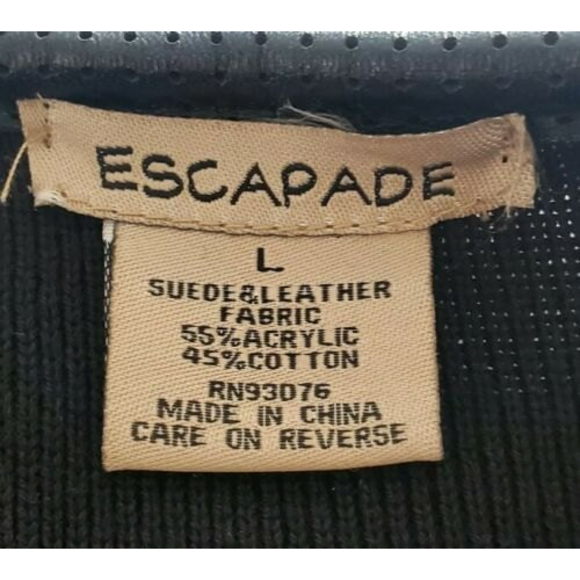 ESCAPADE
L
SUEDE&LEATHER
FABRIC
55%ACRYLIC
45%COTTON
RN93076
MADE IN CHINA
CARE ON REVERSE